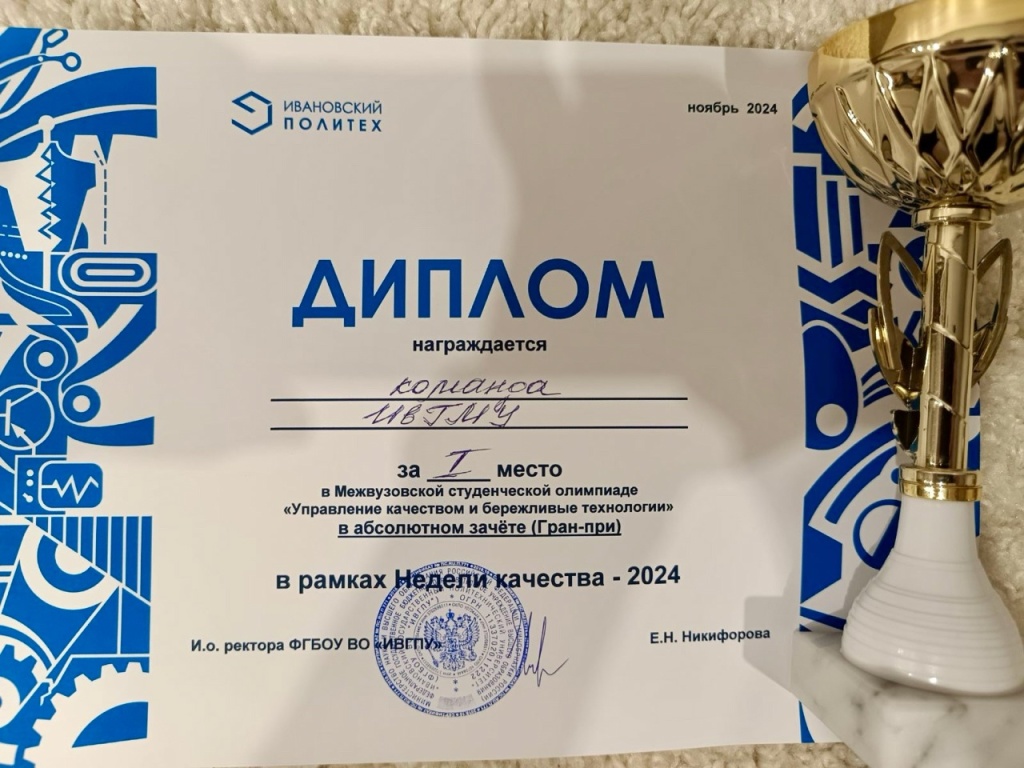 ИВАНОВСКИЙ
ПОЛИТЕХ
ноябрь 2024
ДИПЛОМ
награждается
команда
ИвГМУ
за I место
в Межвузовской студенческой олимпиаде
«Управление качеством и бережливые технологии»
в абсолютном зачёте (Гран-при)
в рамках Недели качества - 2024
И.о. ректора ФГБОУ ВО «ИВГПУ»
Е.Н. Никифорова